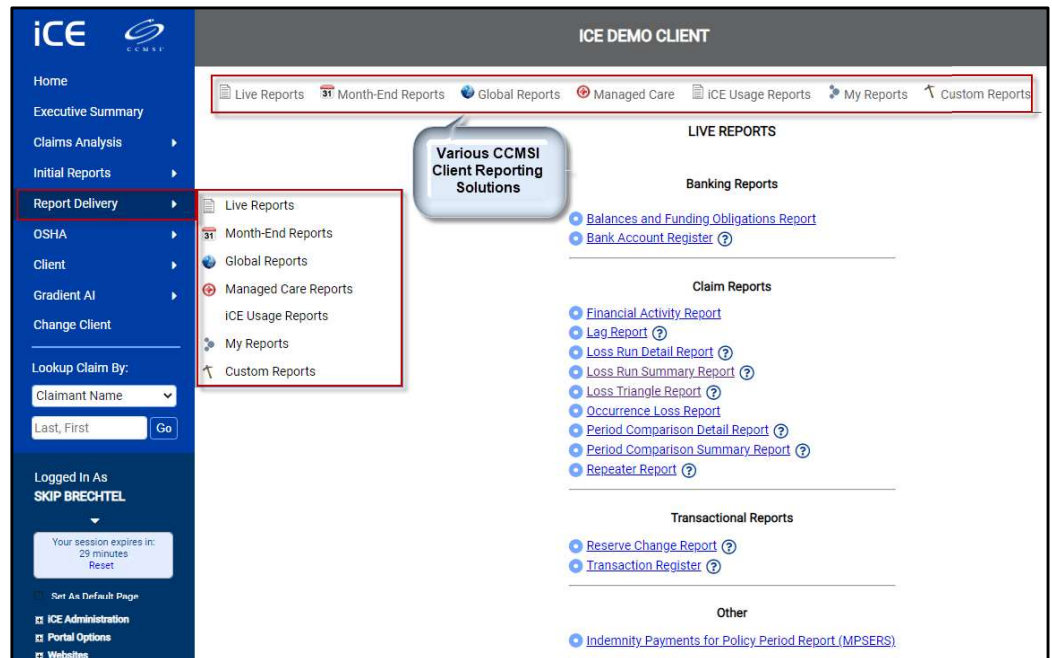 iCE
CCMSI
ICE DEMO CLIENT
Home
Executive Summary
Claims Analysis
Initial Reports
Report Delivery
OSHA
Client
Gradient AI
Change Client
Lookup Claim By:
Claimant Name
Last, First Go
Logged In As
SKIP BRECHTEL
Your session expires in:
29 minutes
Reset
Set As Default Page
iCE Administration
Portal Options
Websites
Live Reports 31 Month-End Reports Global Reports Managed Care iCE Usage Reports My Reports Custom Reports
Various CCMSI
Client Reporting
Solutions
Live Reports
31 Month-End Reports
Global Reports
Managed Care Reports
iCE Usage Reports
My Reports
Custom Reports
LIVE REPORTS
Banking Reports
Balances and Funding Obligations Report
Bank Account Register ?
Claim Reports
Financial Activity Report
Lag Report ?
Loss Run Detail Report ?
Loss Run Summary Report ?
Loss Triangle Report ?
Occurrence Loss Report
Period Comparison Detail Report ?
Period Comparison Summary Report ?
Repeater Report ?
Transactional Reports
Reserve Change Report ?
Transaction Register ?
Other
Indemnity Payments for Policy Period Report (MPSERS)